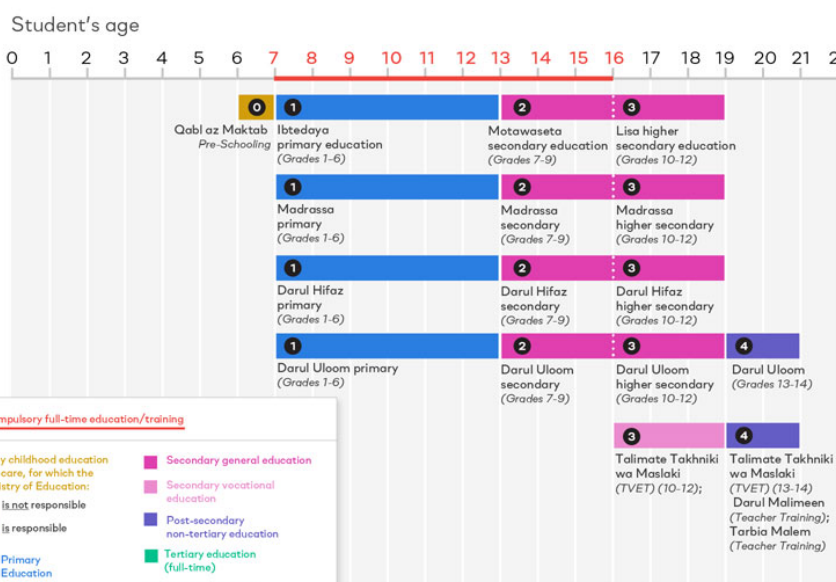 Student's age
0 1 2 3 4 5 6 7 8 9 10 11 12 13 14 15 16 17 18 19 20 21 2
0 1 2 3
Qabl az Maktab
Pre-Schooling
Ibtedaya
primary education
(Grades 1-6)
Motawaseta
secondary education
(Grades 7-9)
Lisa higher
secondary education
(Grades 10-12)
1 2 3
Madrassa
primary
(Grades 1-6)
Madrassa
secondary
(Grades 7-9)
Madrassa
higher secondary
(Grades 10-12)
1 2 3
Darul Hifaz
primary
(Grades 1-6)
Darul Hifaz
secondary
(Grades 7-9)
Darul Hifaz
higher secondary
(Grades 10-12)
1 2 3 4
Darul Uloom primary
(Grades 1-6)
Darul Uloom
secondary
(Grades 7-9)
Darul Uloom
higher secondary
(Grades 10-12)
Darul Uloom
(Grades 13-14)
3 4
Talimate Takhniki
wa Maslaki
(TVET) (10-12);
Talimate Takhniki
wa Maslaki
(TVET) (13-14)
Darul Malimeen
(Teacher Training);
Tarbia Malem
(Teacher Training)
mpulsory full-time education/training
y childhood education
care, for which the
istry of Education:
is not responsible
is responsible
Primary
Education
Secondary general education
Secondary vocational
education
Post-secondary
non-tertiary education
Tertiary education
(full-time)